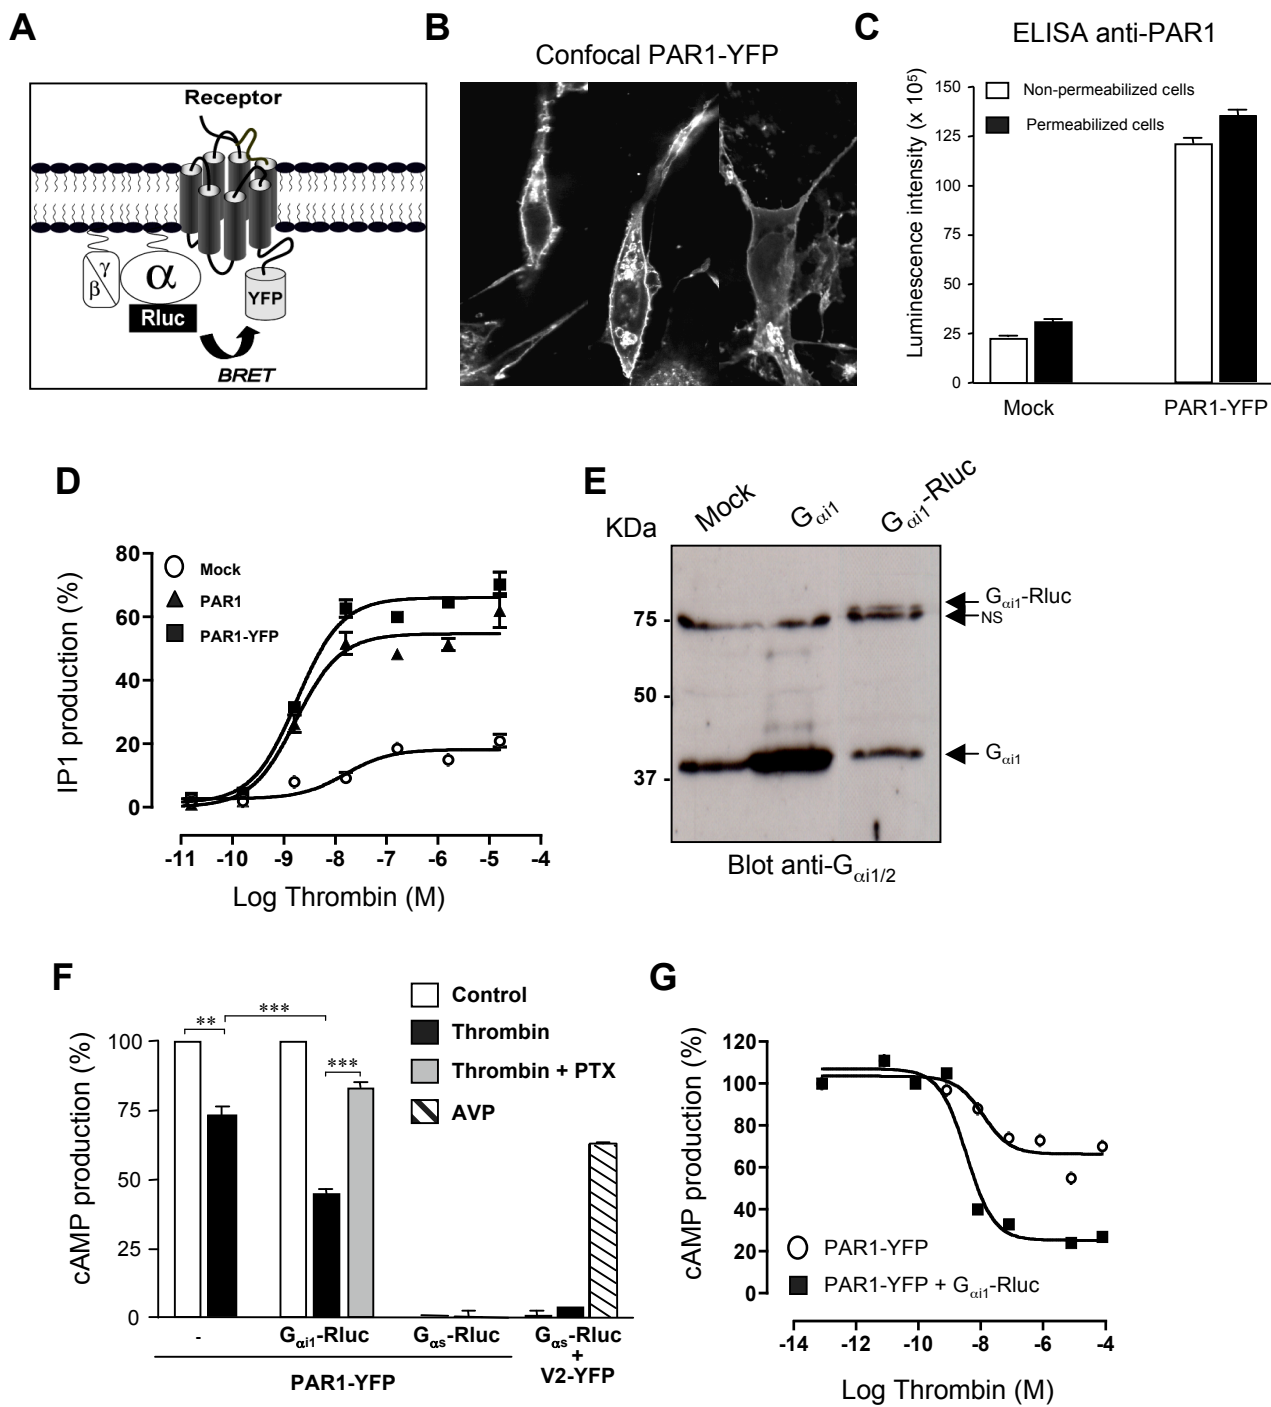 A
Receptor
γ
β
α
Rluc
YFP
BRET
B
Confocal PAR1-YFP
C
ELISA anti-PAR1
Luminescence intensity (x 10⁵)
150
125
100
75
50
25
0
Non-permeabilized cells
Permeabilized cells
Mock
PAR1-YFP
D
IP1 production (%)
80
60
40
20
0
Mock
PAR1
PAR1-YFP
-11 -10 -9 -8 -7 -6 -5 -4
Log Thrombin (M)
E
KDa
Mock
Gαi1
Gαi1-Rluc
75 -
50 -
37 -
Gαi1-Rluc
NS
Gαi1
Blot anti-Gαi1/2
F
cAMP production (%)
100
75
50
25
0
**
***
***
Control
Thrombin
Thrombin + PTX
AVP
-
Gαi1-Rluc
Gαs-Rluc
Gαs-Rluc
+
V2-YFP
PAR1-YFP
G
cAMP production (%)
120
100
80
60
40
20
0
PAR1-YFP
PAR1-YFP + Gαi1-Rluc
-14 -12 -10 -8 -6 -4
Log Thrombin (M)